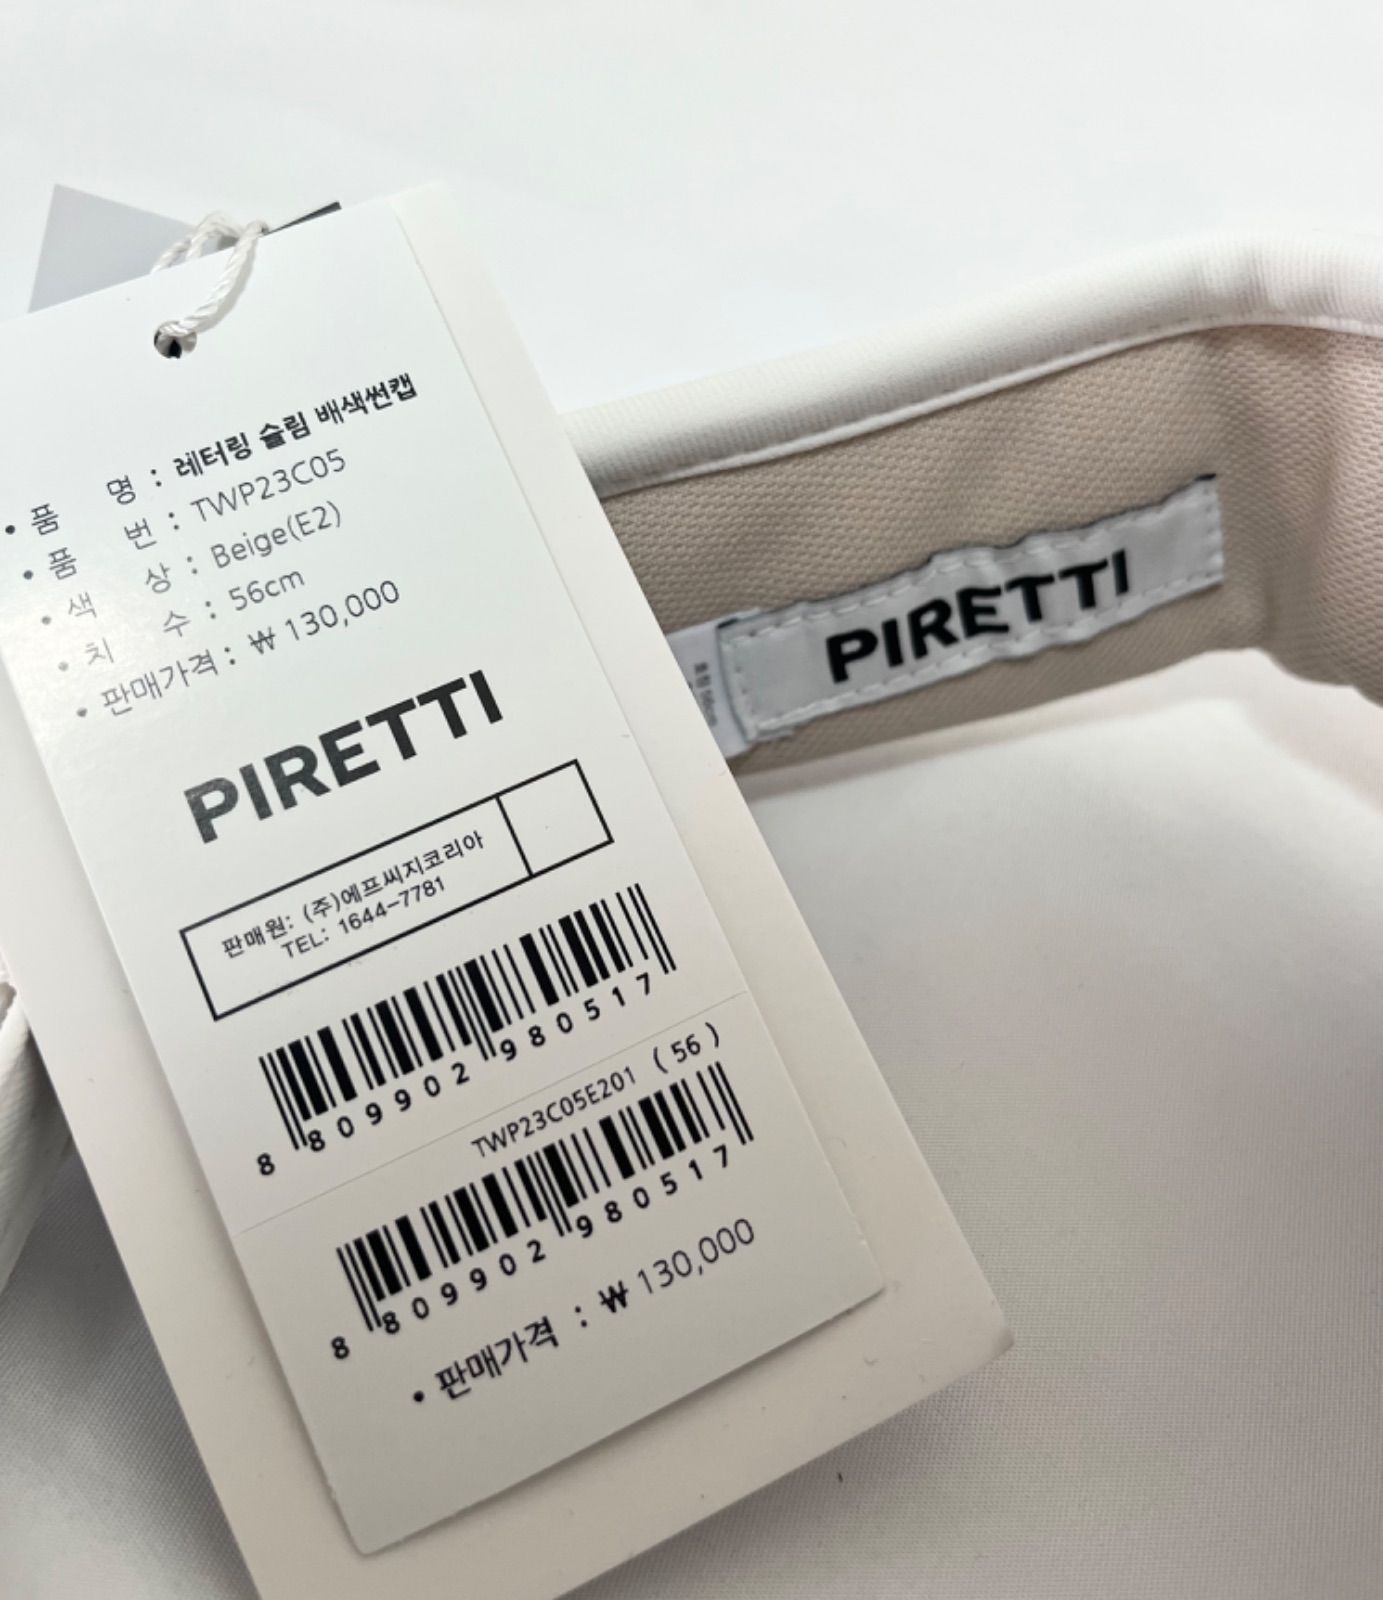 • 품 명 : 레터링 슬림 배색썬캡
• 품 번 : TWP23C05
• 색 상 : Beige(E2)
• 치 수 : 56cm
• 판매가격 : ₩ 130,000
PIRETTI
판매원: (주)에프씨지코리아
TEL: 1644-7781
8 809902 980517
TWP23C05E201 ( 56 )
8 809902 980517
• 판매가격 : ₩ 130,000
PIRETTI